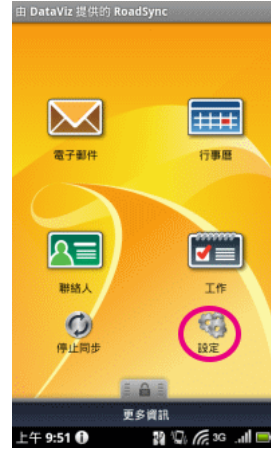 由 DataViz 提供的 RoadSync
電子郵件
行事曆
聯絡人
工作
停止同步
設定
更多資訊
上午 9:51
3G